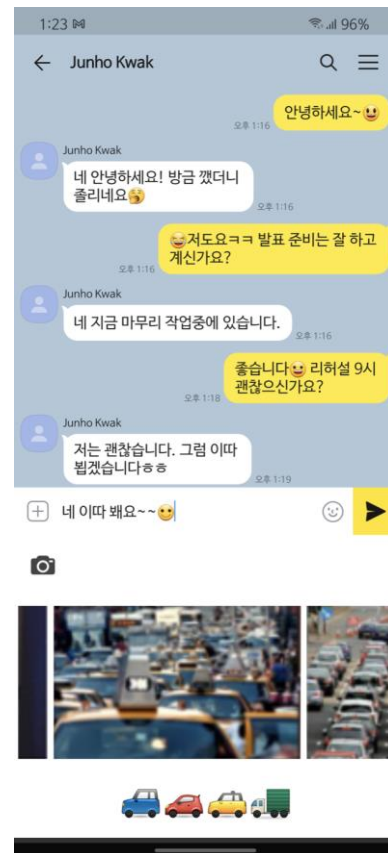 1:23 96%
Junho Kwak
안녕하세요~😃
오후 1:16
Junho Kwak
네 안녕하세요! 방금 깼더니
졸리네요🥱
오후 1:16
😄저도요ㅋㅋ 발표 준비는 잘 하고
계신가요?
오후 1:16
Junho Kwak
네 지금 마무리 작업중에 있습니다.
오후 1:16
좋습니다😀 리허설 9시
괜찮으신가요?
오후 1:18
Junho Kwak
저는 괜찮습니다. 그럼 이따
뵙겠습니다ㅎㅎ
오후 1:19
네 이따 봬요~~🙂